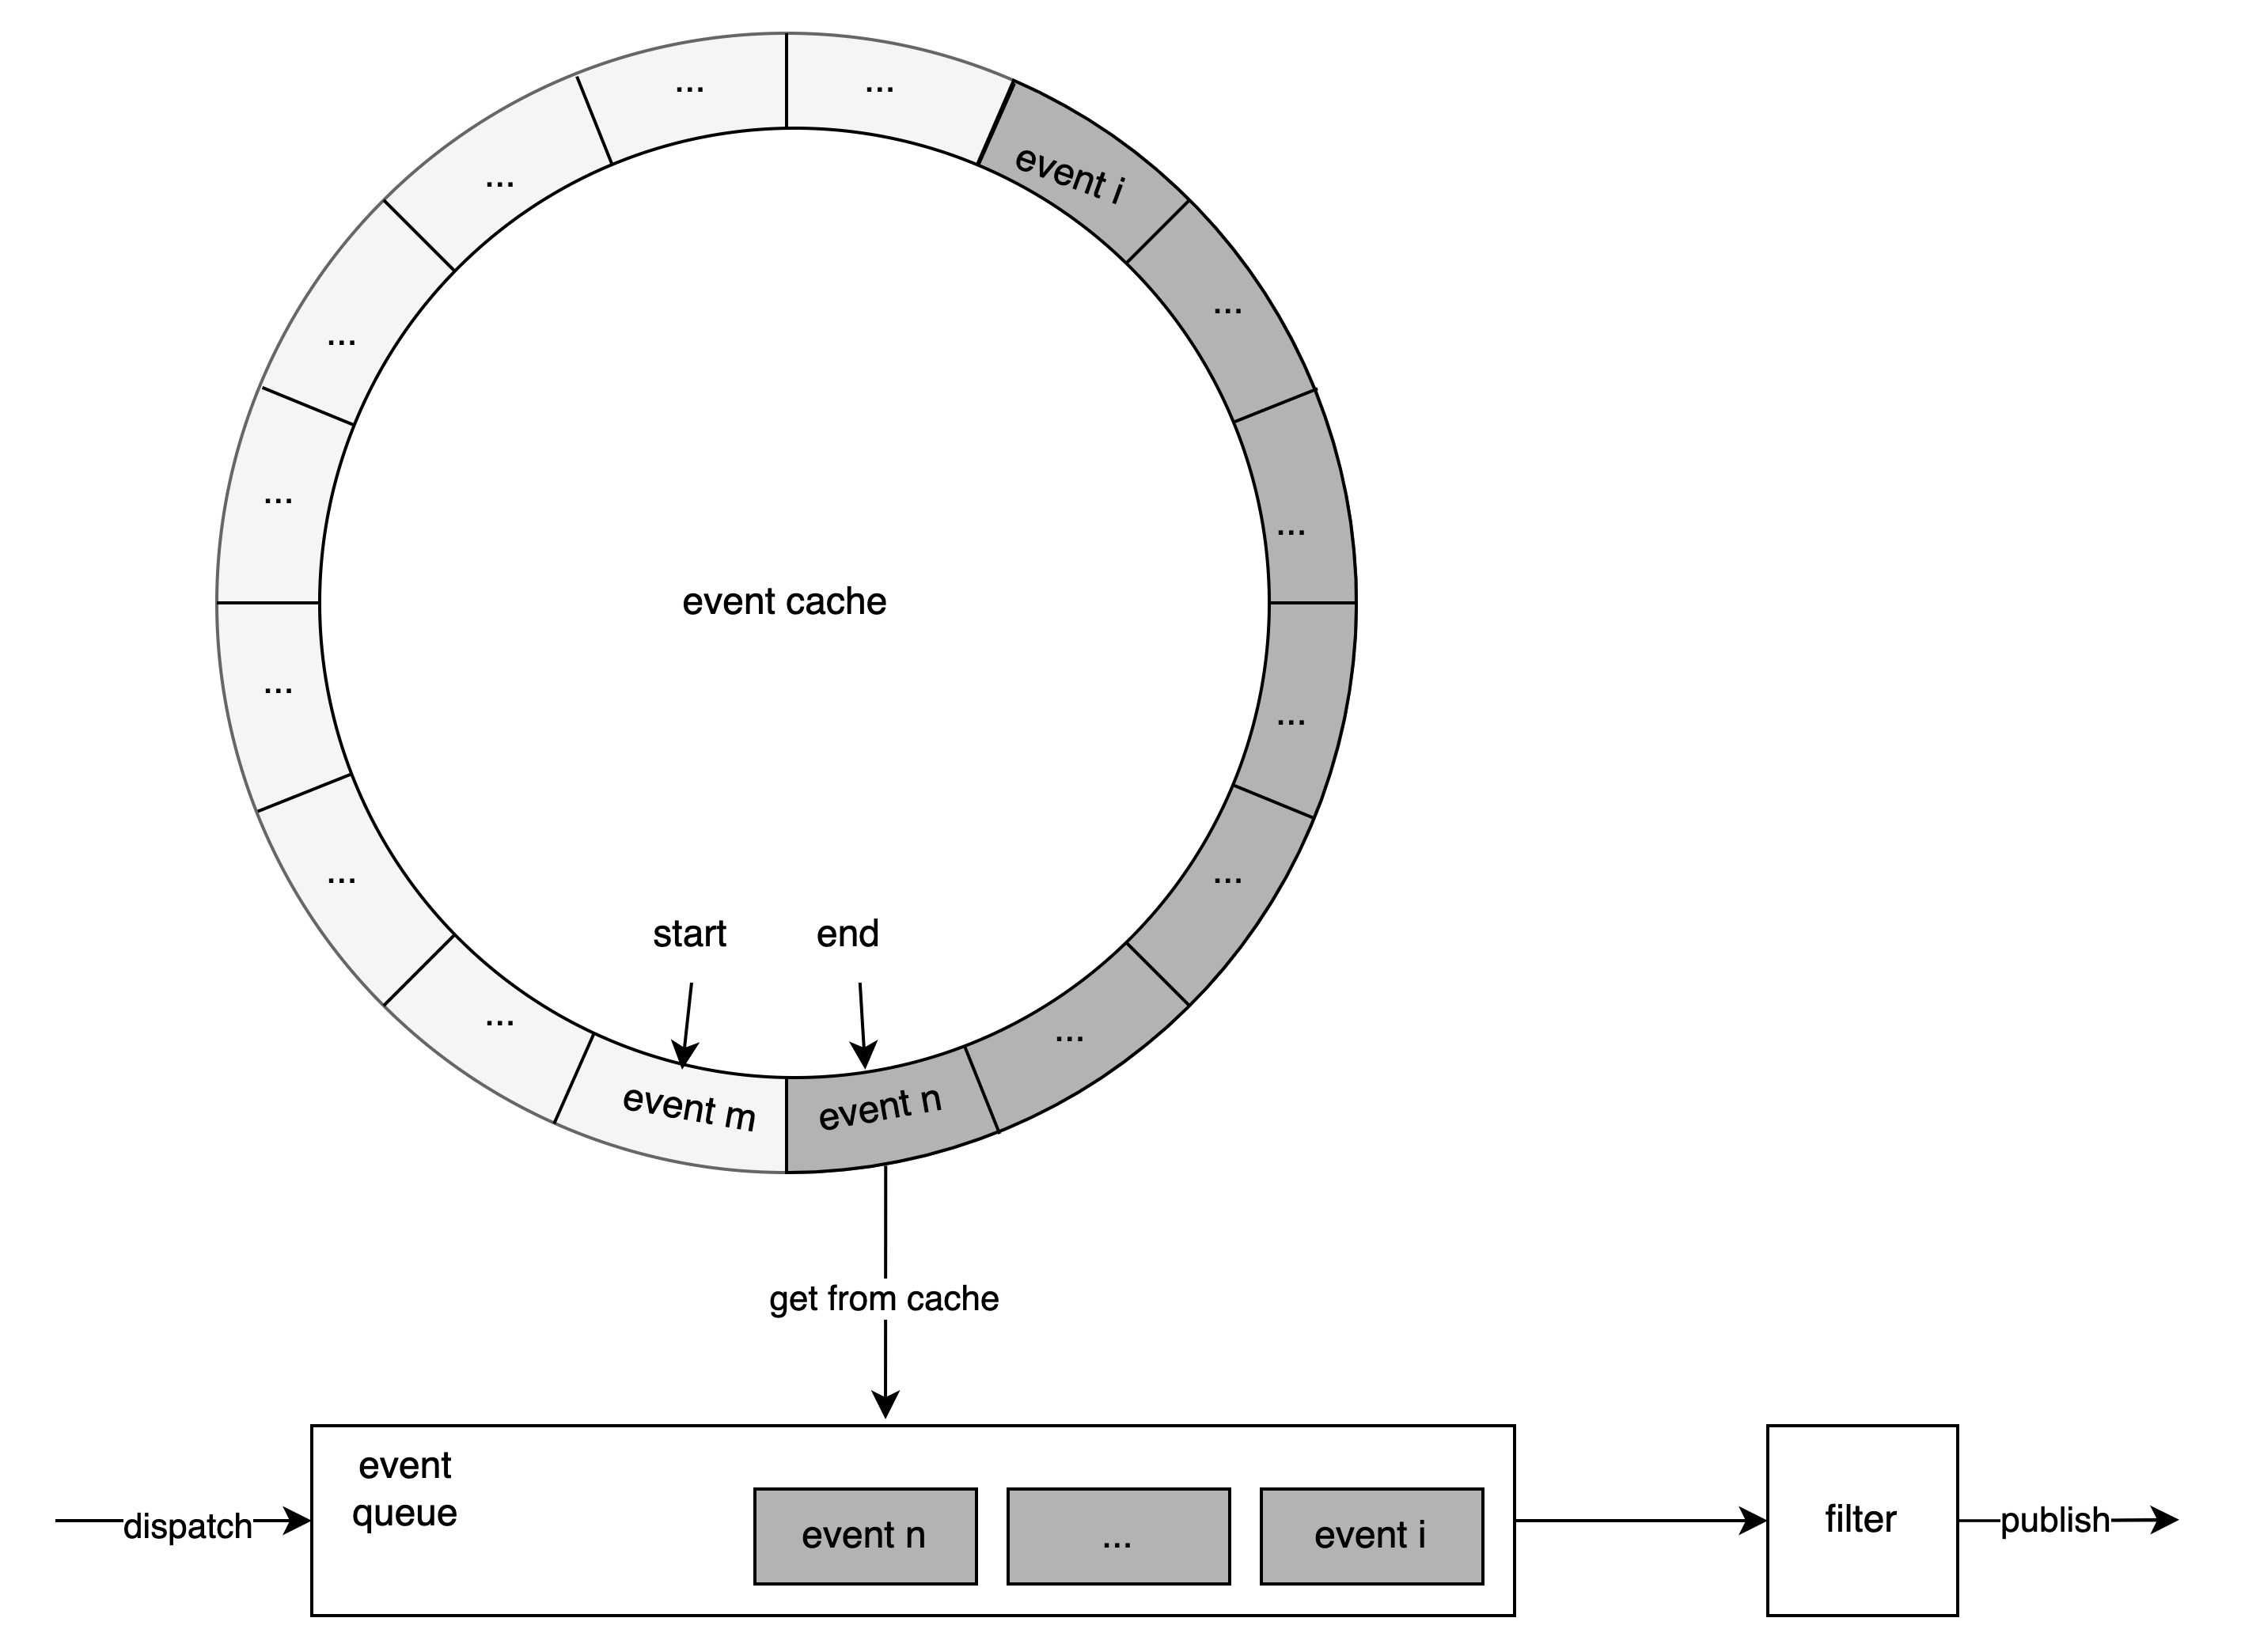 ...
...
event i
...
...
...
...
...
...
event cache
...
...
...
...
start
end
...
...
event m
event n
get from cache
event
queue
dispatch
event n
...
event i
filter
publish